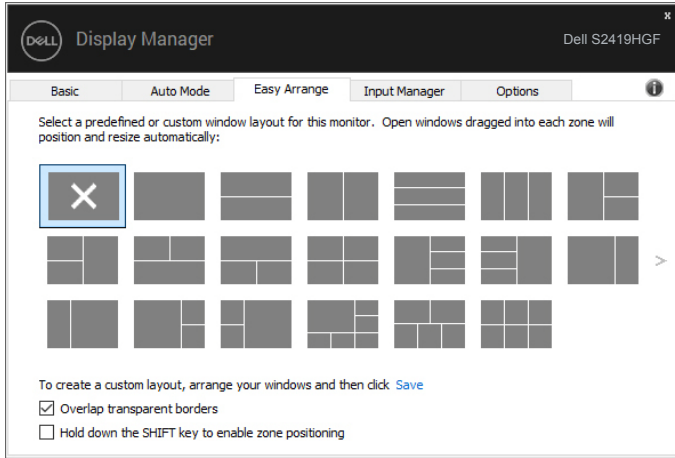 x
DELL Display Manager
Dell S2419HGF
Basic Auto Mode Easy Arrange Input Manager Options
Select a predefined or custom window layout for this monitor. Open windows dragged into each zone will
position and resize automatically:
To create a custom layout, arrange your windows and then click Save
Overlap transparent borders
Hold down the SHIFT key to enable zone positioning